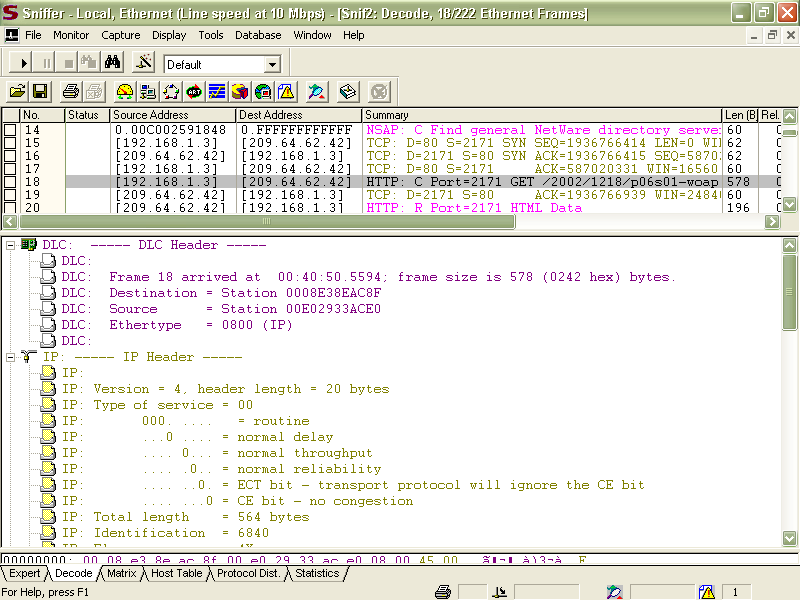 Sniffer - Local, Ethernet (Line speed at 10 Mbps) - [Snif2: Decode, 18/222 Ethernet Frames]
File Monitor Capture Display Tools Database Window Help
Default
No. Status Source Address Dest Address Summary Len (B Rel.
14 0.00C002591848 0.FFFFFFFFFFFF NSAP: C Find general NetWare directory serve 60 0
15 [192.168.1.3] [209.64.62.42] TCP: D=80 S=2171 SYN SEQ=1936766414 LEN=0 WI 62 0
16 [209.64.62.42] [192.168.1.3] TCP: D=2171 S=80 SYN ACK=1936766415 SEQ=5870 62 0
17 [192.168.1.3] [209.64.62.42] TCP: D=80 S=2171 ACK=587020331 WIN=16560 60 0
18 [192.168.1.3] [209.64.62.42] HTTP: C Port=2171 GET /2002/1218/p06s01-woap 578 0
19 [209.64.62.42] [192.168.1.3] TCP: D=2171 S=80 ACK=1936766939 WIN=2484 60 0
20 [209.64.62.42] [192.168.1.3] HTTP: R Port=2171 HTML Data 196 0
DLC: ----- DLC Header -----
DLC:
DLC: Frame 18 arrived at 00:40:50.5594; frame size is 578 (0242 hex) bytes.
DLC: Destination = Station 0008E38EAC8F
DLC: Source = Station 00E02933ACE0
DLC: Ethertype = 0800 (IP)
DLC:
IP: ----- IP Header -----
IP:
IP: Version = 4, header length = 20 bytes
IP: Type of service = 00
IP: 000. .... = routine
IP: ...0 .... = normal delay
IP: .... 0... = normal throughput
IP: .... .0.. = normal reliability
IP: .... ..0. = ECT bit - transport protocol will ignore the CE bit
IP: .... ...0 = CE bit - no congestion
IP: Total length = 564 bytes
IP: Identification = 6840
00000000: 00 08 e3 8e ac 8f 00 e0 29 33 ac e0 08 00 45 00
Expert Decode Matrix Host Table Protocol Dist. Statistics
For Help, press F1 1